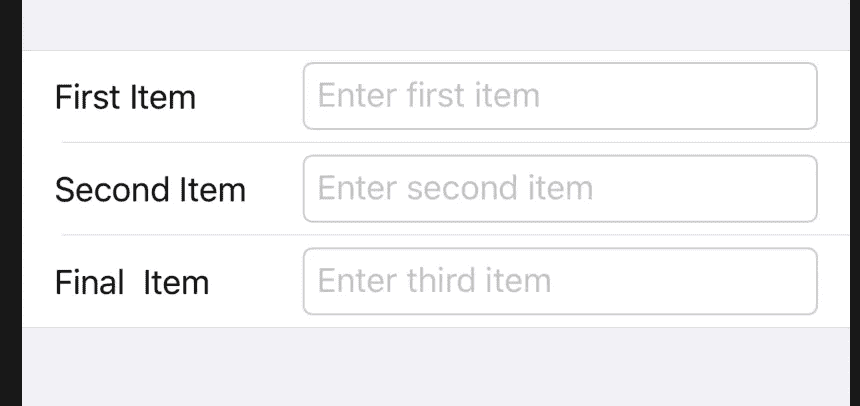 First Item
Enter first item
Second Item
Enter second item
Final  Item
Enter third item